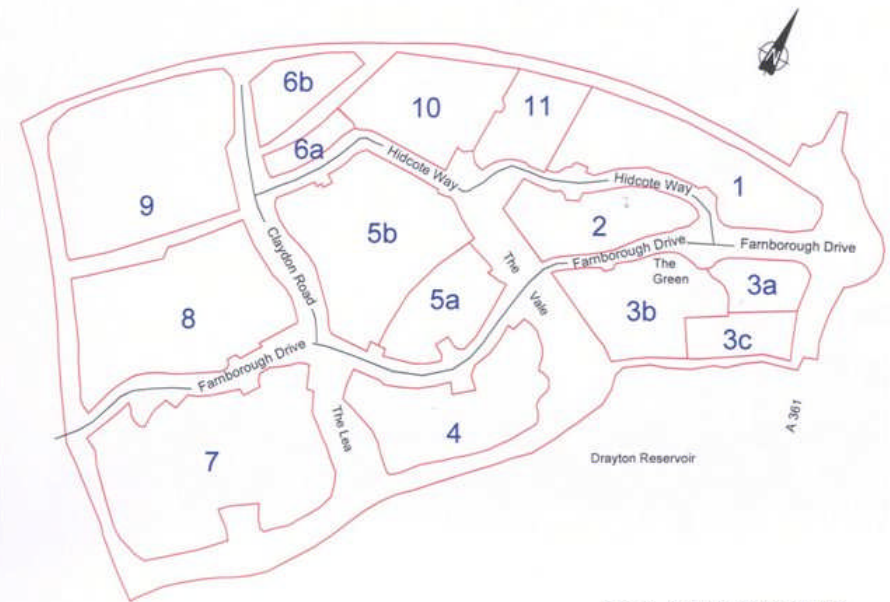 6b
10
11
6a
Hidcote Way
Hidcote Way
1
9
2
5b
Claydon Road
The
Vale
Farnborough Drive
Farnborough Drive
The
Green
3a
5a
3b
8
3c
Farnborough Drive
The Lea
4
A 361
7
Drayton Reservoir